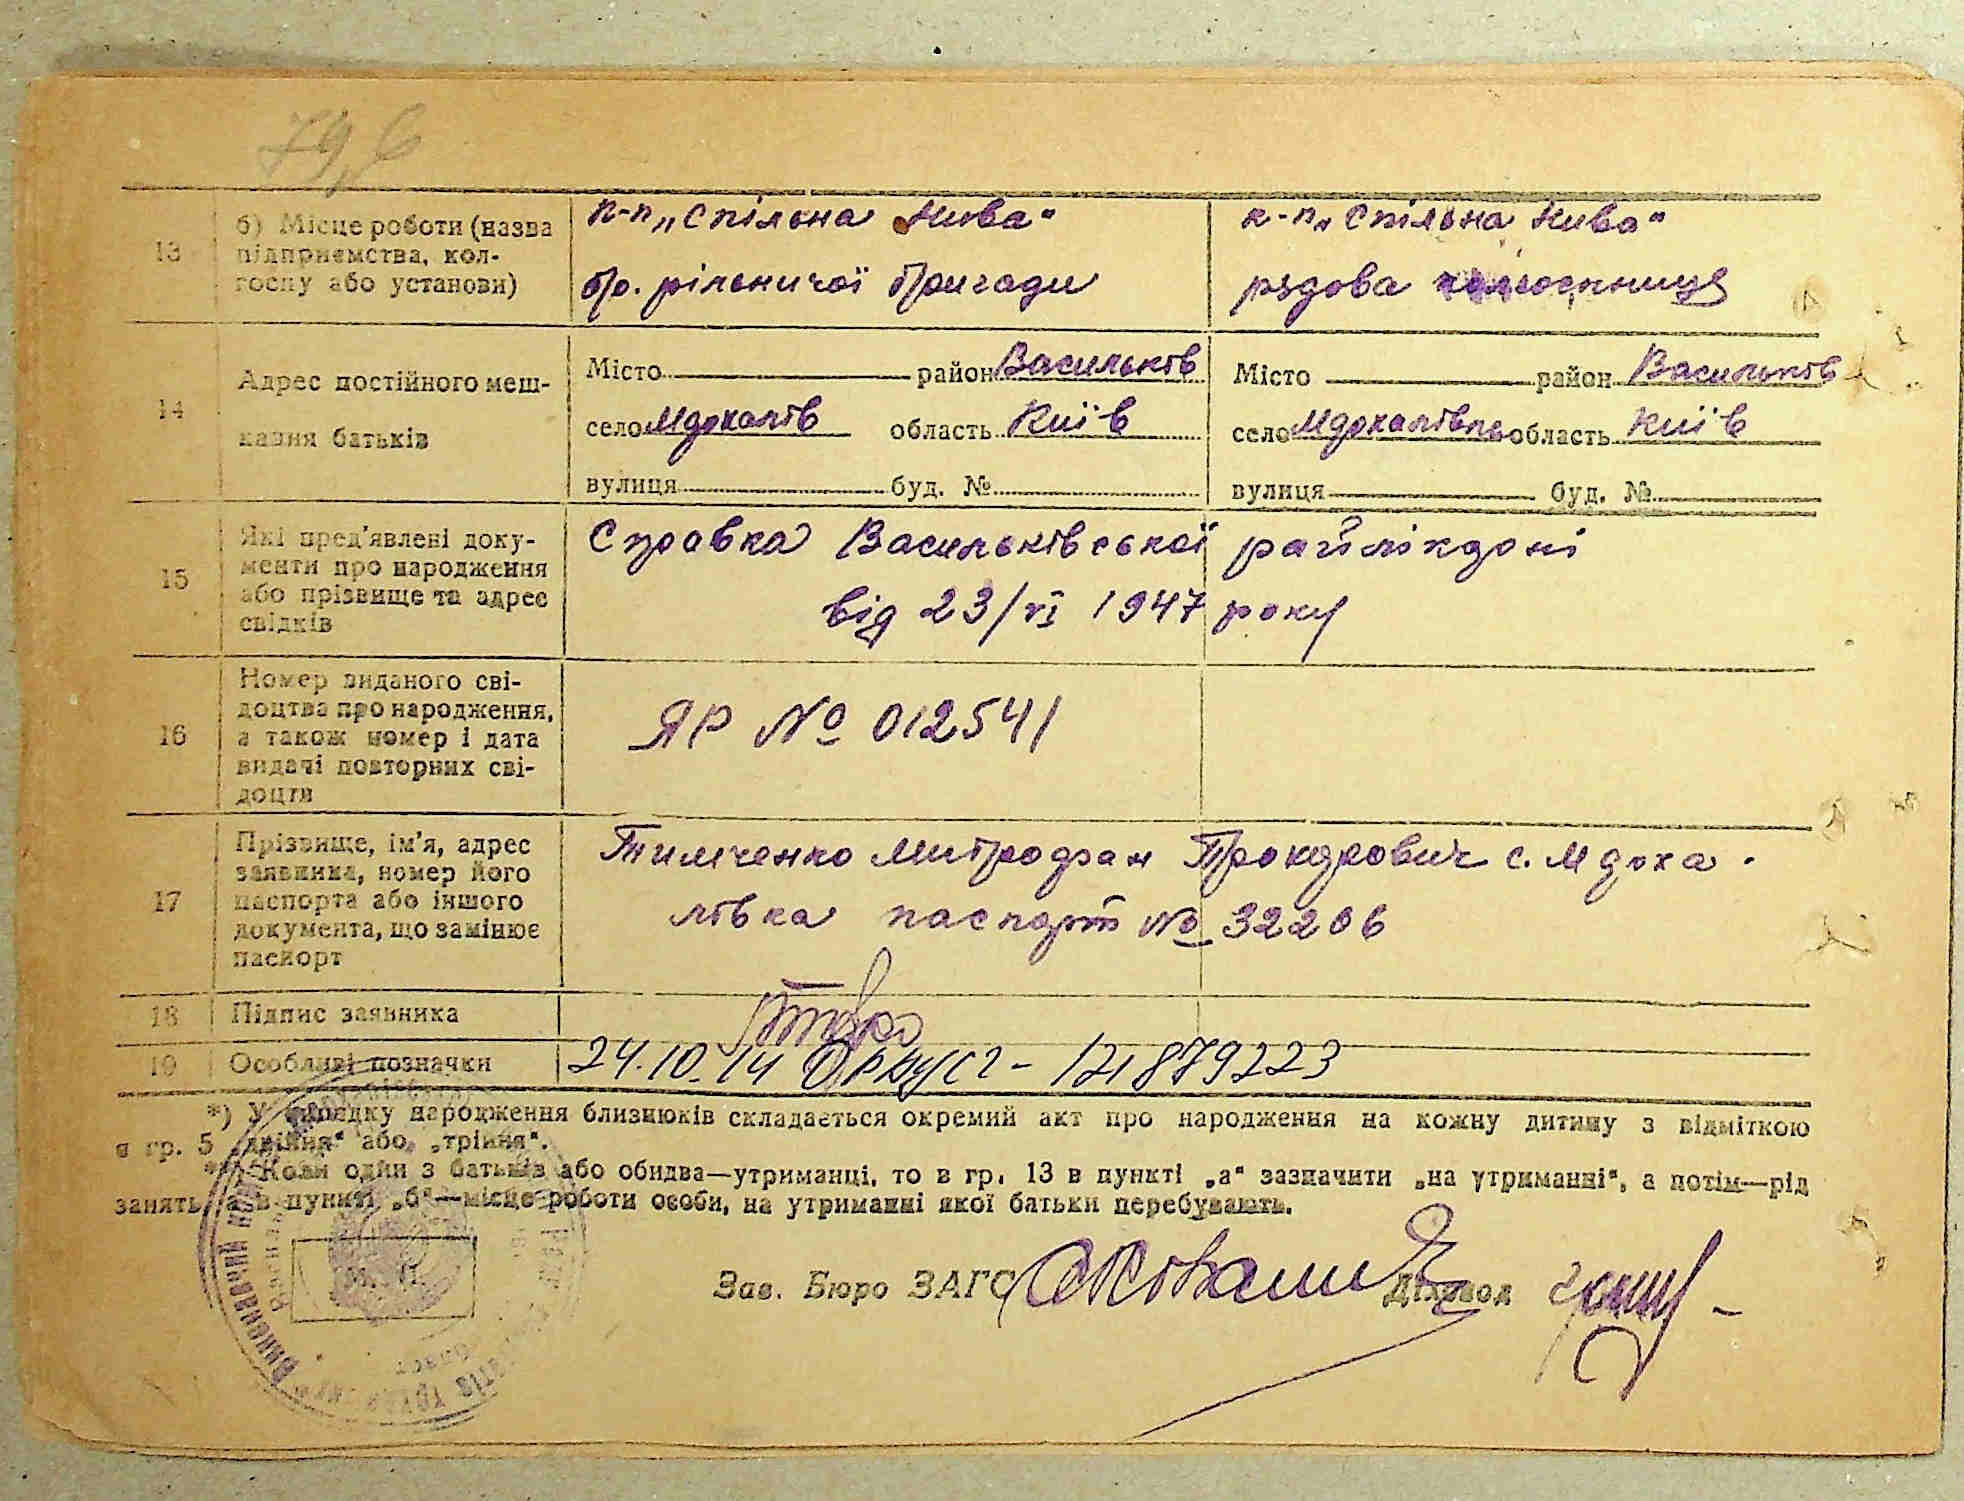 13 б) Місце роботи (назва підприємства, колгоспу або установи)
к-п „Спільна Нива“
бр. рільничої бригади
к-п „Спільна Нива“
рядова колгоспниця
14 Адрес постійного мешкання батьків
Місто район Васильків
село Мдохалів область Київ
вулиця буд. №
Місто район Васильків
село область Київ
вулиця буд. №
15 Які пред'явлені документи про народження або прізвище та адрес свідків
Справка Васильківської
від 23/VI 1947 року
16 Номер виданого свідоцтва про народження, а також номер і дата видачі повторних свідоцтв
ЯР № 012541
17 Прізвище, ім'я, адрес заявника, номер його паспорта або іншого документа, що замінює паспорт
Тимченко Митрофан Прокорович с. Мдоха-
лівка паспорт № 32206
18 Підпис заявника
19 Особливі позначки
24.10.14 - 121879223
*) У випадку народження близнюків складається окремий акт про народження на кожну дитину з відміткою
в гр. 5 „двійня“ або „трійня“.
**) Коли один з батьків або обидва—утриманці, то в гр. 13 в пункті „а“ зазначити „на утриманні“, а потім—рід
занять, а в пункті „б“—місце роботи особи, на утриманні якої батьки перебувають.
М. П.
Зав. Бюро ЗАГС Діловод